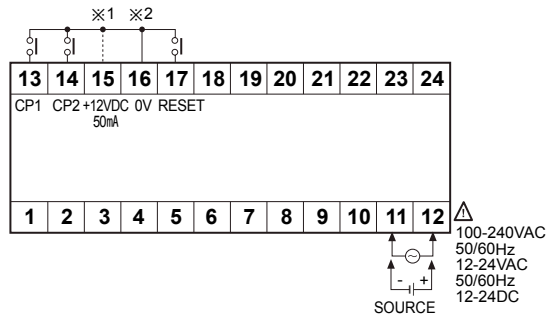 ※1 ※2
13 14 15 16 17 18 19 20 21 22 23 24
CP1 CP2 +12VDC 0V RESET
50mA
1 2 3 4 5 6 7 8 9 10 11 12
100-240VAC
50/60Hz
12-24VAC
50/60Hz
12-24DC
- +
SOURCE